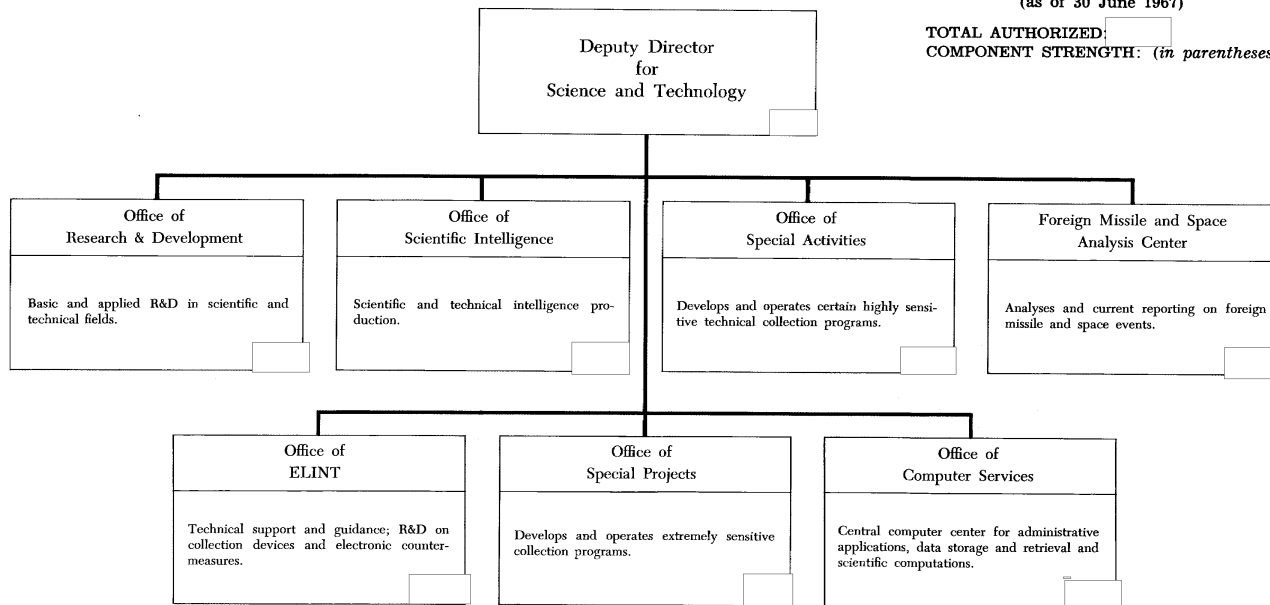 (as of 30 June 1967)
TOTAL AUTHORIZED:
COMPONENT STRENGTH: (in parentheses
Deputy Director
for
Science and Technology
Office of
Research & Development
Basic and applied R&D in scientific and
technical fields.
Office of
Scientific Intelligence
Scientific and technical intelligence pro-
duction.
Office of
Special Activities
Develops and operates certain highly sensi-
tive technical collection programs.
Foreign Missile and Space
Analysis Center
Analyses and current reporting on foreign
missile and space events.
Office of
ELINT
Technical support and guidance; R&D on
collection devices and electronic counter-
measures.
Office of
Special Projects
Develops and operates extremely sensitive
collection programs.
Office of
Computer Services
Central computer center for administrative
applications, data storage and retrieval and
scientific computations.